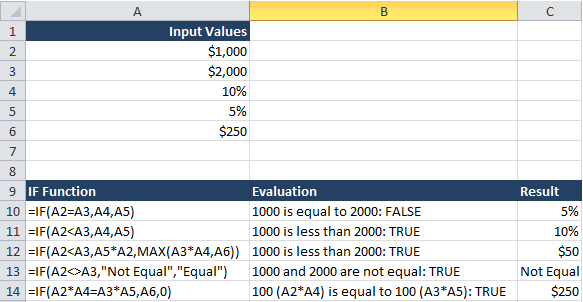 A B C
1 Input Values
2 $1,000
3 $2,000
4 10%
5 5%
6 $250
7
8
9 IF Function Evaluation Result
10 =IF(A2=A3,A4,A5) 1000 is equal to 2000: FALSE 5%
11 =IF(A2<A3,A4,A5) 1000 is less than 2000: TRUE 10%
12 =IF(A2<A3,A5*A2,MAX(A3*A4,A6)) 1000 is less than 2000: TRUE $50
13 =IF(A2<>A3,"Not Equal","Equal") 1000 and 2000 are not equal: TRUE Not Equal
14 =IF(A2*A4=A3*A5,A6,0) 100 (A2*A4) is equal to 100 (A3*A5): TRUE $250